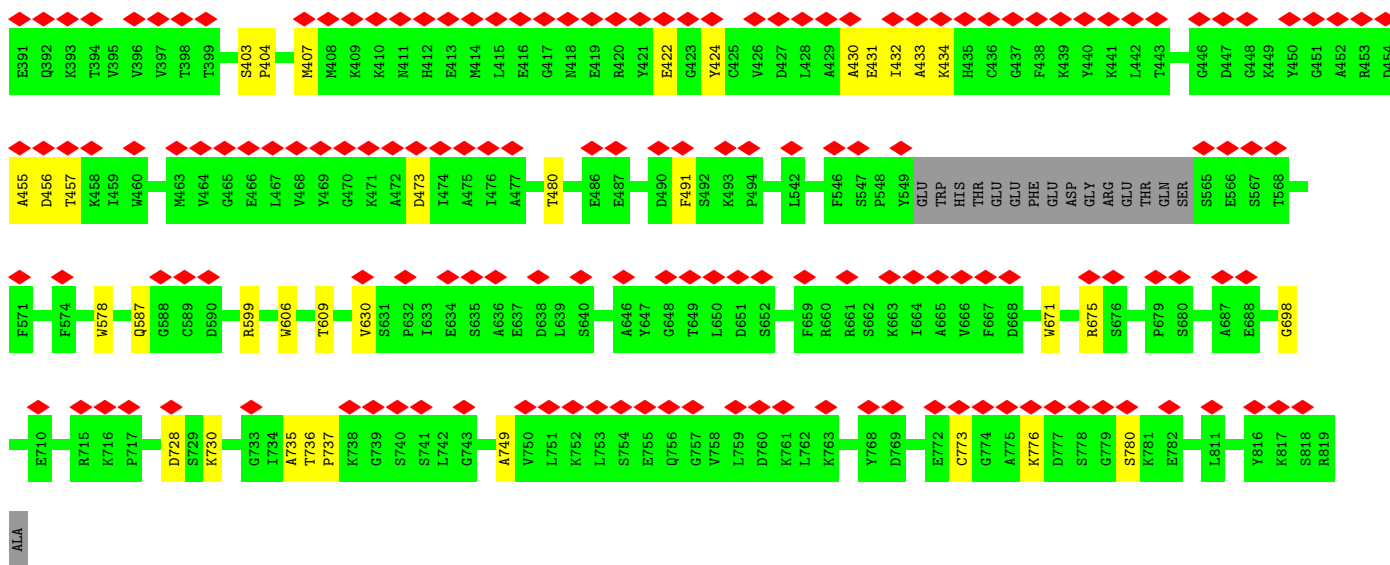 E391 Q392 K393 T394 V395 V396 V397 T398 T399 S403 P404 M407 M408 K409 K410 N411 H412 E413 M414 L415 E416 G417 N418 E419 R420 Y421 E422 G423 Y424 C425 V426 D427 L428 A429 A430 E431 I432 A433 K434 H435 C436 G437 F438 K439 Y440 K441 L442 T443 G446 D447 G448 K449 Y450 G451 A452 R453 D454
A455 D456 T457 K458 I459 W460 M463 V464 G465 E466 L467 V468 Y469 G470 K471 A472 D473 I474 A475 I476 A477 T480 E486 E487 D490 F491 S492 K493 P494 L542 F546 S547 P548 Y549 GLU TRP HIS THR GLU GLU PHE GLU ASP GLY ARG GLU THR GLN SER S565 E566 S567 T568
F571 F574 W578 Q587 G588 C589 D590 R599 W606 T609 V630 S631 P632 I633 E634 S635 A636 E637 D638 L639 S640 A646 Y647 G648 T649 L650 D651 S652 F659 R660 R661 S662 K663 I664 A665 V666 F667 D668 W671 R675 S676 P679 S680 A687 E688 G698
E710 R715 K716 P717 D728 S729 K730 G733 I734 A735 T736 P737 K738 G739 S740 S741 L742 G743 A749 V750 L751 K752 L753 S754 E755 Q756 G757 V758 L759 D760 K761 L762 K763 Y768 D769 E772 C773 G774 A775 K776 D777 S778 G779 S780 K781 E782 L811 Y816 K817 S818 R819
ALA